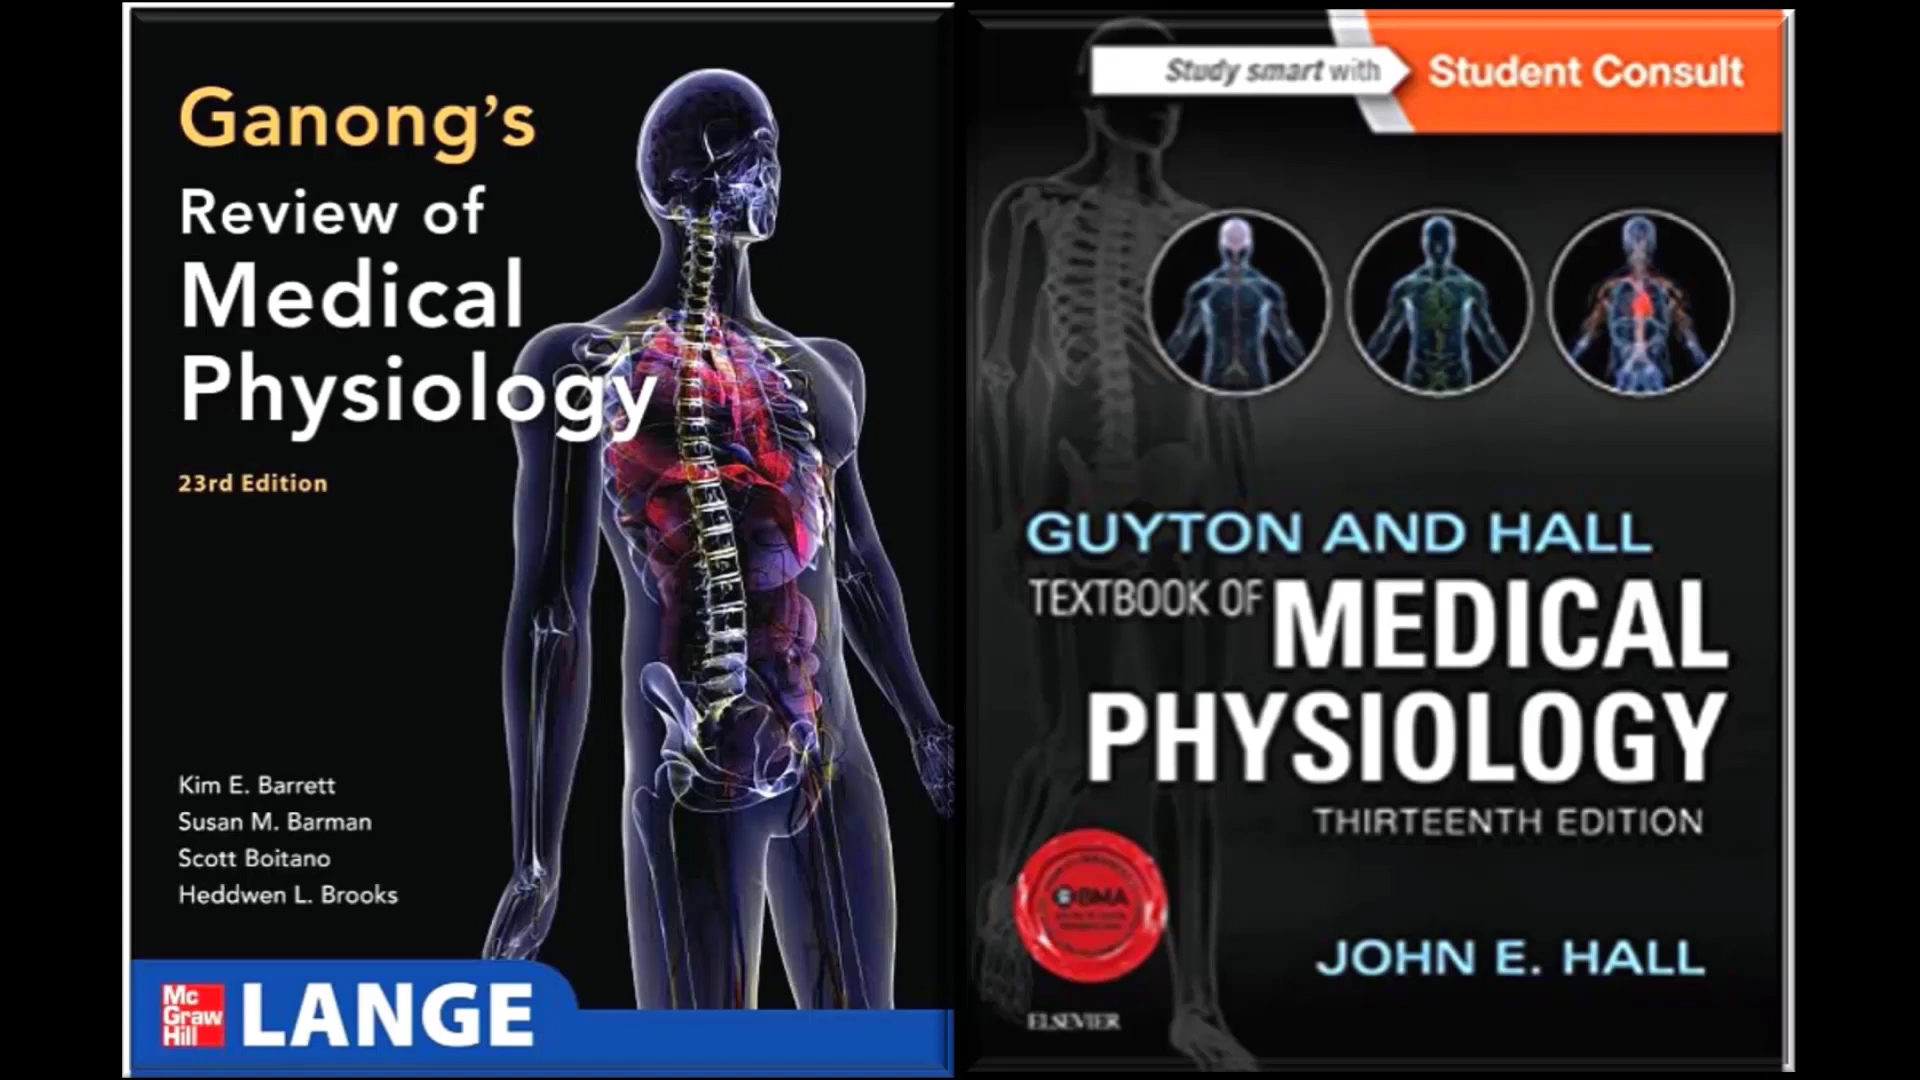 Ganong's
Review of
Medical
Physiology
23rd Edition
Kim E. Barrett
Susan M. Barman
Scott Boitano
Heddwen L. Brooks
Mc
Graw
Hill
LANGE
Study smart with
Student Consult
GUYTON AND HALL
TEXTBOOK OF MEDICAL
PHYSIOLOGY
THIRTEENTH EDITION
BMA
JOHN E. HALL
ELSEVIER